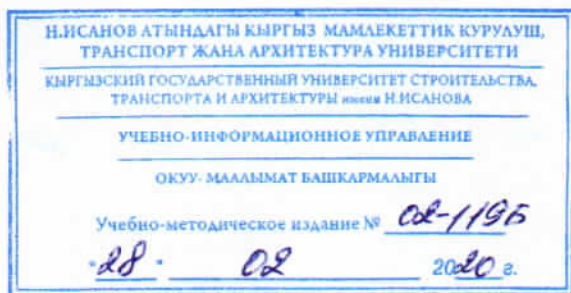 Н.ИСАНОВ АТЫНДАГЫ КЫРГЫЗ МАМЛЕКЕТТИК КУРУЛУШ,
ТРАНСПОРТ ЖАНА АРХИТЕКТУРА УНИВЕРСИТЕТИ
КЫРГЫЗСКИЙ ГОСУДАРСТВЕННЫЙ УНИВЕРСИТЕТ СТРОИТЕЛЬСТВА,
ТРАНСПОРТА И АРХИТЕКТУРЫ имени Н.ИСАНОВА
УЧЕБНО-ИНФОРМАЦИОННОЕ УПРАВЛЕНИЕ
ОКУУ- МААЛЫМАТ БАШКАРМАЛЫГЫ
Учебно-методическое издание № 02-119Б
"28" 02 2020 г.